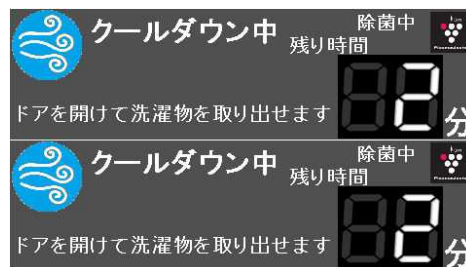 クールダウン中
除菌中
残り時間
ドアを開けて洗濯物を取り出せます
2分
クールダウン中
除菌中
残り時間
ドアを開けて洗濯物を取り出せます
2分